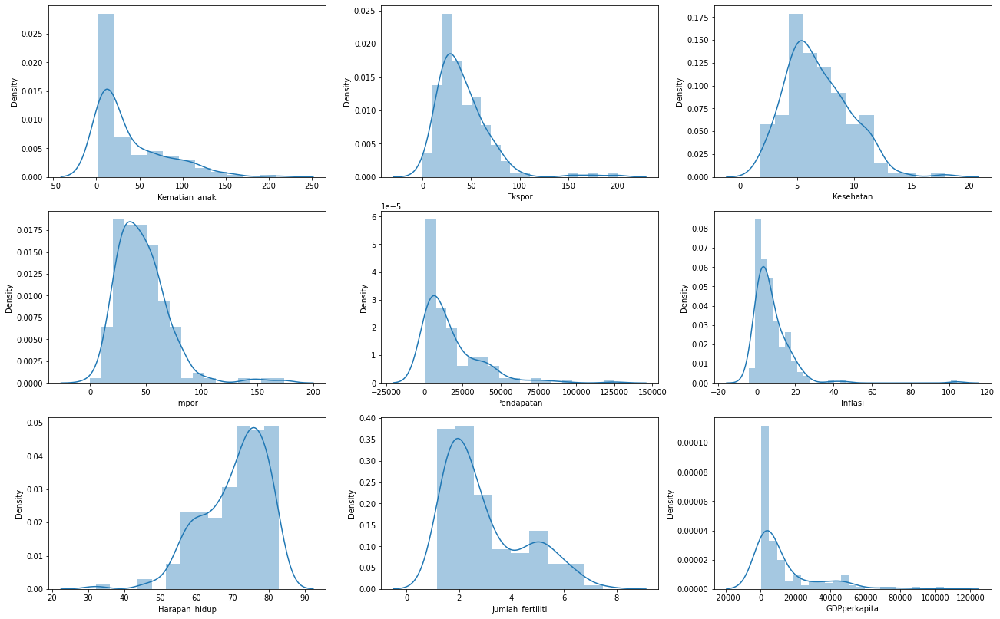 0.025
0.020
0.015
0.010
0.005
0.000
Density
−50 0 50 100 150 200 250
Kematian_anak
0.025
0.020
0.015
0.010
0.005
0.000
Density
0 50 100 150 200
Ekspor
0.175
0.150
0.125
0.100
0.075
0.050
0.025
0.000
Density
0 5 10 15 20
Kesehatan
0.0175
0.0150
0.0125
0.0100
0.0075
0.0050
0.0025
0.0000
Density
0 50 100 150 200
Impor
1e−5
6
5
4
3
2
1
0
Density
−25000 0 25000 50000 75000 100000 125000 150000
Pendapatan
0.08
0.07
0.06
0.05
0.04
0.03
0.02
0.01
0.00
Density
−20 0 20 40 60 80 100 120
Inflasi
0.05
0.04
0.03
0.02
0.01
0.00
Density
20 30 40 50 60 70 80 90
Harapan_hidup
0.40
0.35
0.30
0.25
0.20
0.15
0.10
0.05
0.00
Density
0 2 4 6 8
Jumlah_fertiliti
0.00010
0.00008
0.00006
0.00004
0.00002
0.00000
Density
−20000 0 20000 40000 60000 80000 100000 120000
GDPperkapita